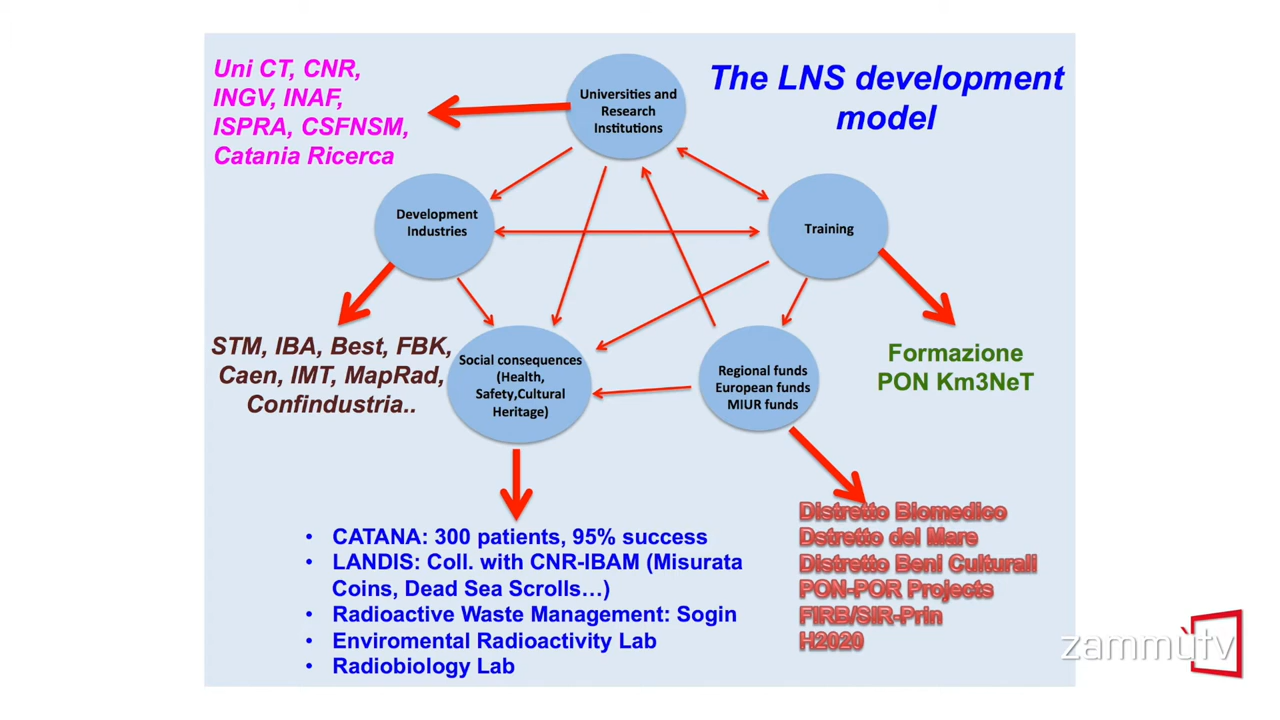 The LNS development
model
Uni CT, CNR,
INGV, INAF,
ISPRA, CSFNSM,
Catania Ricerca
Universities and
Research
Institutions
Development
Industries
Training
STM, IBA, Best, FBK,
Caen, IMT, MapRad,
Confindustria..
Social consequences
(Health,
Safety,Cultural
Heritage)
Regional funds
European funds
MIUR funds
Formazione
PON Km3NeT
• CATANA: 300 patients, 95% success
• LANDIS: Coll. with CNR-IBAM (Misurata
Coins, Dead Sea Scrolls…)
• Radioactive Waste Management: Sogin
• Enviromental Radioactivity Lab
• Radiobiology Lab
Distretto Biomedico
Dstretto del Mare
Distretto Beni Culturali
PON-POR Projects
FIRB/SIR-Prin
H2020
zammùtv